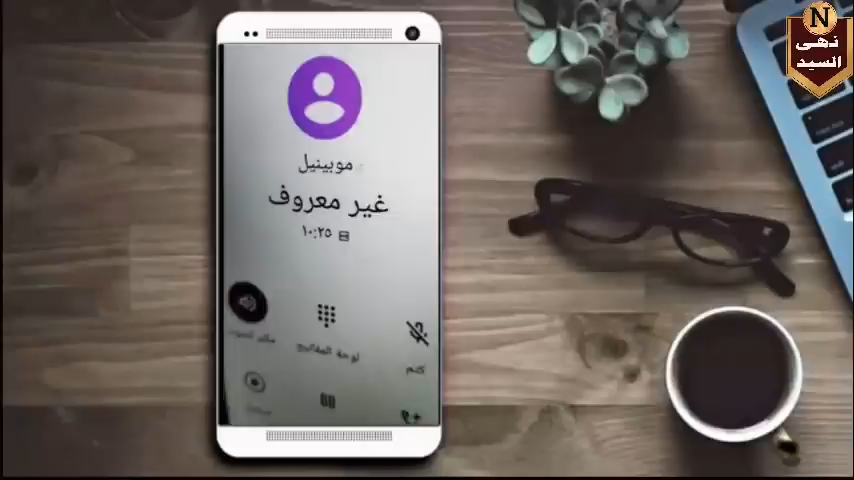 N
نهى
السيد
موبينيل
غير معروف
١٠:٢٥
لوحة المفاتيح
كتم